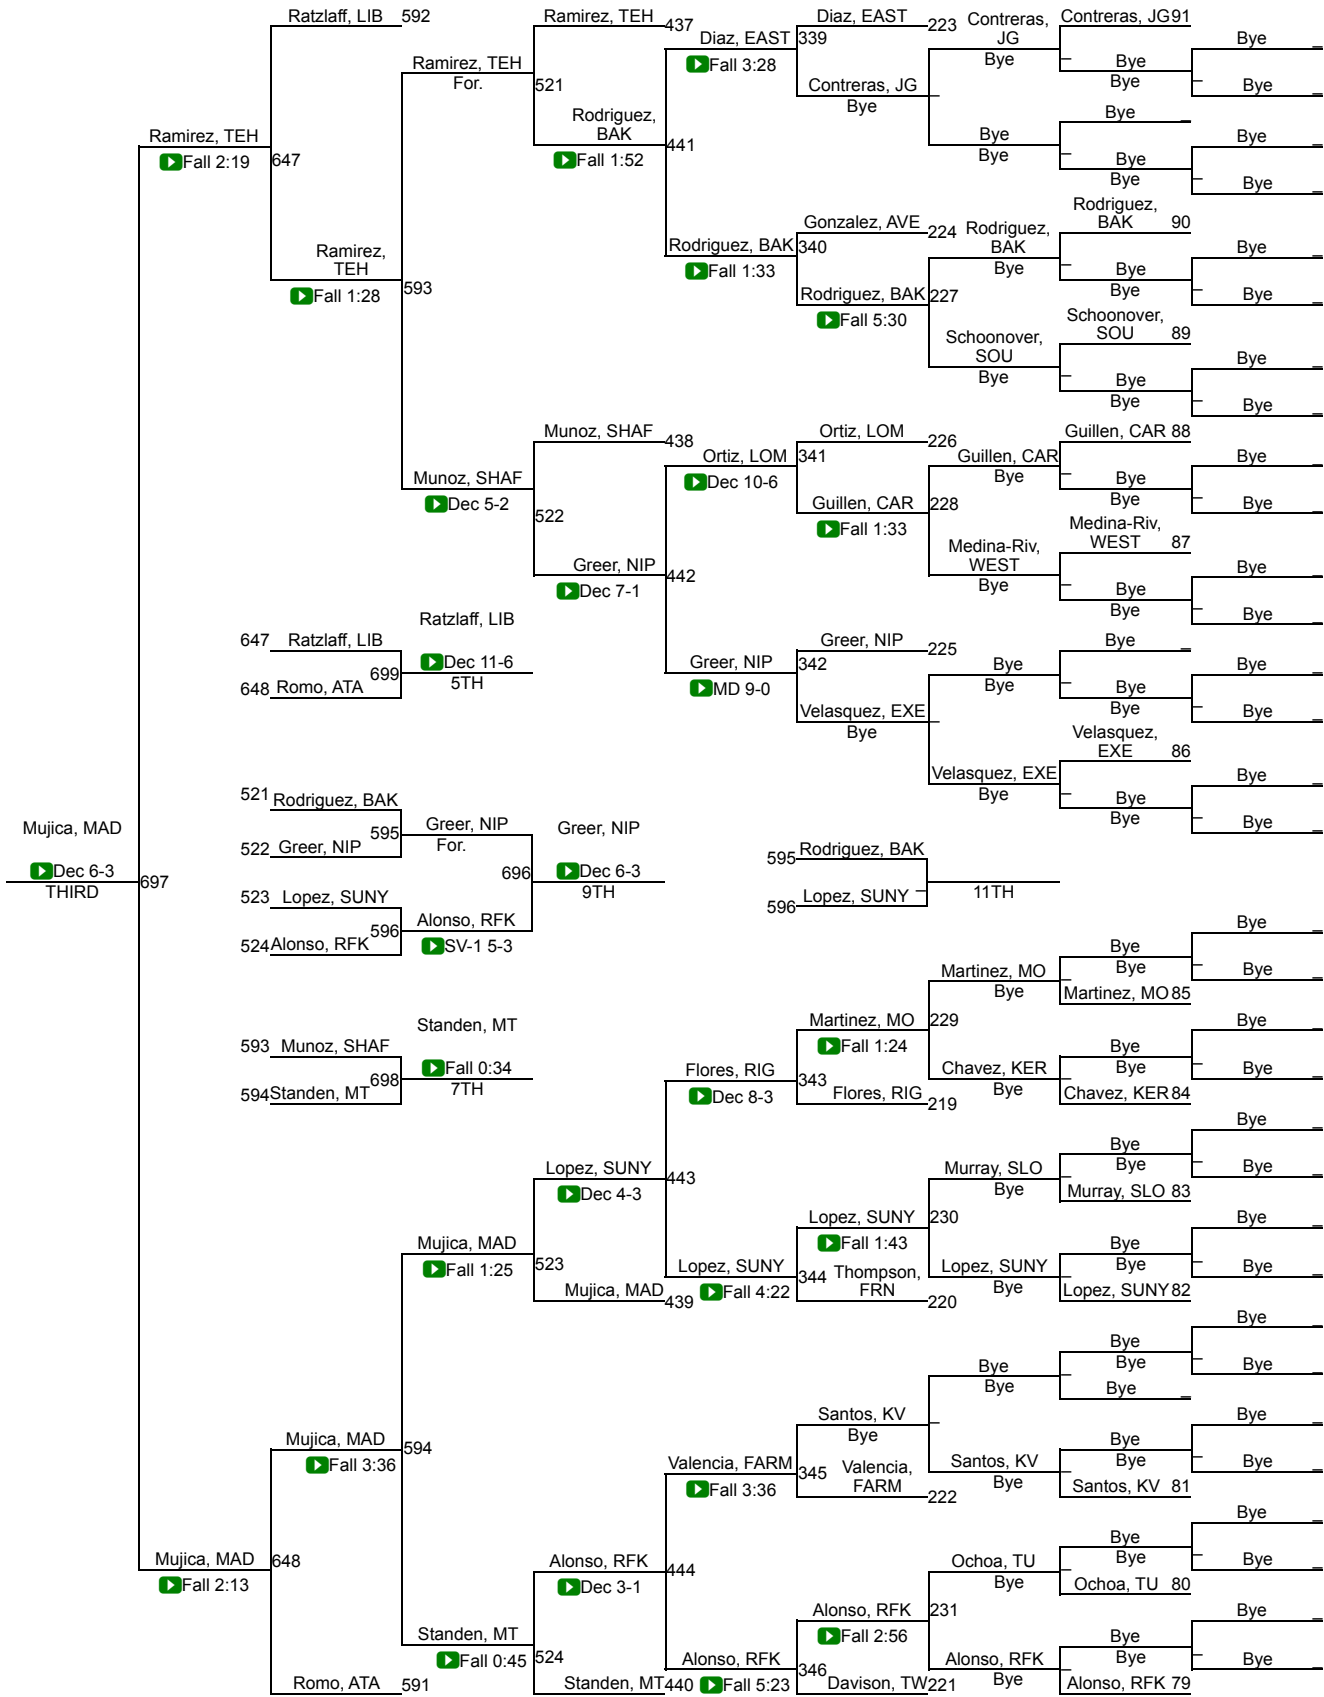 Ratzlaff, LIB 592 Ramirez, TEH 437 Diaz, EAST 223 Contreras, JG Contreras, JG 91
Diaz, EAST 339 Bye Bye _
Fall 3:28 Bye
Ramirez, TEH Bye
For. 521 Contreras, JG _ Bye _
Bye
Rodriguez, BAK Bye _
Ramirez, TEH 441 Bye Bye _
Fall 2:19 647 Fall 1:52 Bye Bye
Bye Bye _
Rodriguez, BAK 90
Gonzalez, AVE 224 Rodriguez, BAK
Ramirez, TEH Rodriguez, BAK 340 Bye Bye _
Fall 1:28 593 Fall 1:33 Bye
Bye
Rodriguez, BAK 227 Bye _
Fall 5:30 Schoonover, SOU 89
Schoonover, SOU
Bye Bye _
Bye
Bye
Bye _
Munoz, SHAF 438 Ortiz, LOM 226 Guillen, CAR 88
Ortiz, LOM 341 Guillen, CAR Bye _
Munoz, SHAF Dec 10-6 Bye Bye
Dec 5-2 522 Guillen, CAR 228 Bye Bye _
Fall 1:33 Medina-Riv, WEST 87
Medina-Riv, WEST
Greer, NIP 442 Bye Bye _
Dec 7-1 Bye
Bye
Ratzlaff, LIB Bye _
647 Ratzlaff, LIB Greer, NIP 225 Bye _
699 Dec 11-6 Greer, NIP 342 Bye Bye _
648 Romo, ATA 5TH MD 9-0 Bye Bye
Bye
Velasquez, EXE _ Bye _
Bye Velasquez, EXE 86
Velasquez, EXE Bye _
Bye Bye
521 Rodriguez, BAK Bye Bye _
Mujica, MAD 595 Greer, NIP Greer, NIP
522 Greer, NIP For. 595 Rodriguez, BAK
Dec 6-3 697 696 Dec 6-3
THIRD 9TH 11TH
523 Lopez, SUNY 596 Lopez, SUNY _
596 Alonso, RFK
524 Alonso, RFK SV-1 5-3 Bye _
Bye
Martinez, MO Bye Bye _
Bye Martinez, MO 85
Standen, MT Martinez, MO 229 Bye _
593 Munoz, SHAF Fall 1:24 Bye
698 Fall 0:34 Flores, RIG 343 Chavez, KER Bye Bye _
594 Standen, MT 7TH Dec 8-3 Flores, RIG 219 Bye Chavez, KER 84
Bye _
Bye
Lopez, SUNY 443 Murray, SLO Bye Bye _
Dec 4-3 Bye Murray, SLO 83
Lopez, SUNY 230 Bye _
Mujica, MAD Fall 1:43 Bye
Fall 1:25 523 Lopez, SUNY 344 Lopez, SUNY Bye Bye _
Mujica, MAD 439 Fall 4:22 Thompson, FRN 220 Bye Lopez, SUNY 82
Bye _
Bye
Bye Bye Bye _
Bye Bye _
Santos, KV _ Bye _
Mujica, MAD 594 Bye Bye
Fall 3:36 Valencia, FARM 345 Santos, KV Bye Bye _
Fall 3:36 Valencia, FARM 222 Bye Santos, KV 81
Bye _
Bye
Mujica, MAD 648 Alonso, RFK 444 Ochoa, TU Bye Bye _
Fall 2:13 Dec 3-1 Bye Ochoa, TU 80
Alonso, RFK 231 Bye _
Standen, MT Fall 2:56 Bye
Fall 0:45 524 Alonso, RFK 346 Alonso, RFK Bye Bye _
Romo, ATA 591 Standen, MT 440 Fall 5:23 Davison, TW 221 Bye Alonso, RFK 79